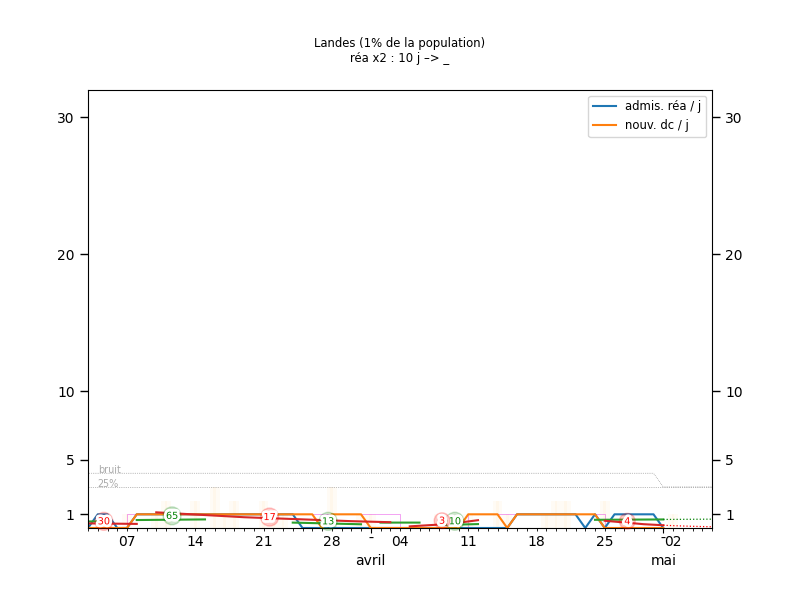 Landes (1% de la population)
réa x2 : 10 j –> _
admis. réa / j
nouv. dc / j
30 30
20 20
10 10
5 5
1 1
bruit
25%
30 65 17 13 3 10 4
07 14 21 28 - 04 11 18 25 - 02
avril mai